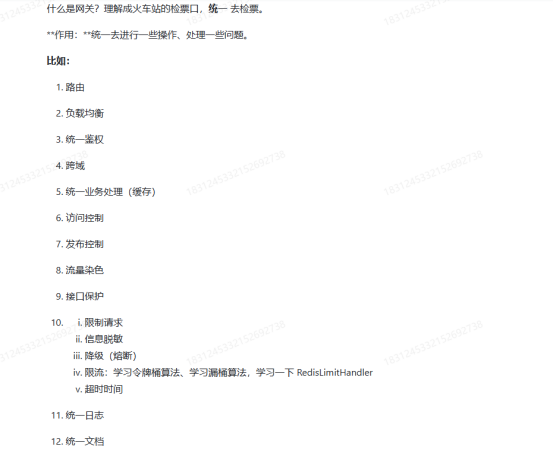 什么是网关？理解成火车站的检票口，统一 去检票。
**作用：**统一去进行一些操作、处理一些问题。
比如：
1. 路由
2. 负载均衡
3. 统一鉴权
4. 跨域
5. 统一业务处理（缓存）
6. 访问控制
7. 发布控制
8. 流量染色
9. 接口保护
10. i. 限制请求
ii. 信息脱敏
iii. 降级（熔断）
iv. 限流：学习令牌桶算法、学习漏桶算法，学习一下 RedisLimitHandler
v. 超时时间
11. 统一日志
12. 统一文档